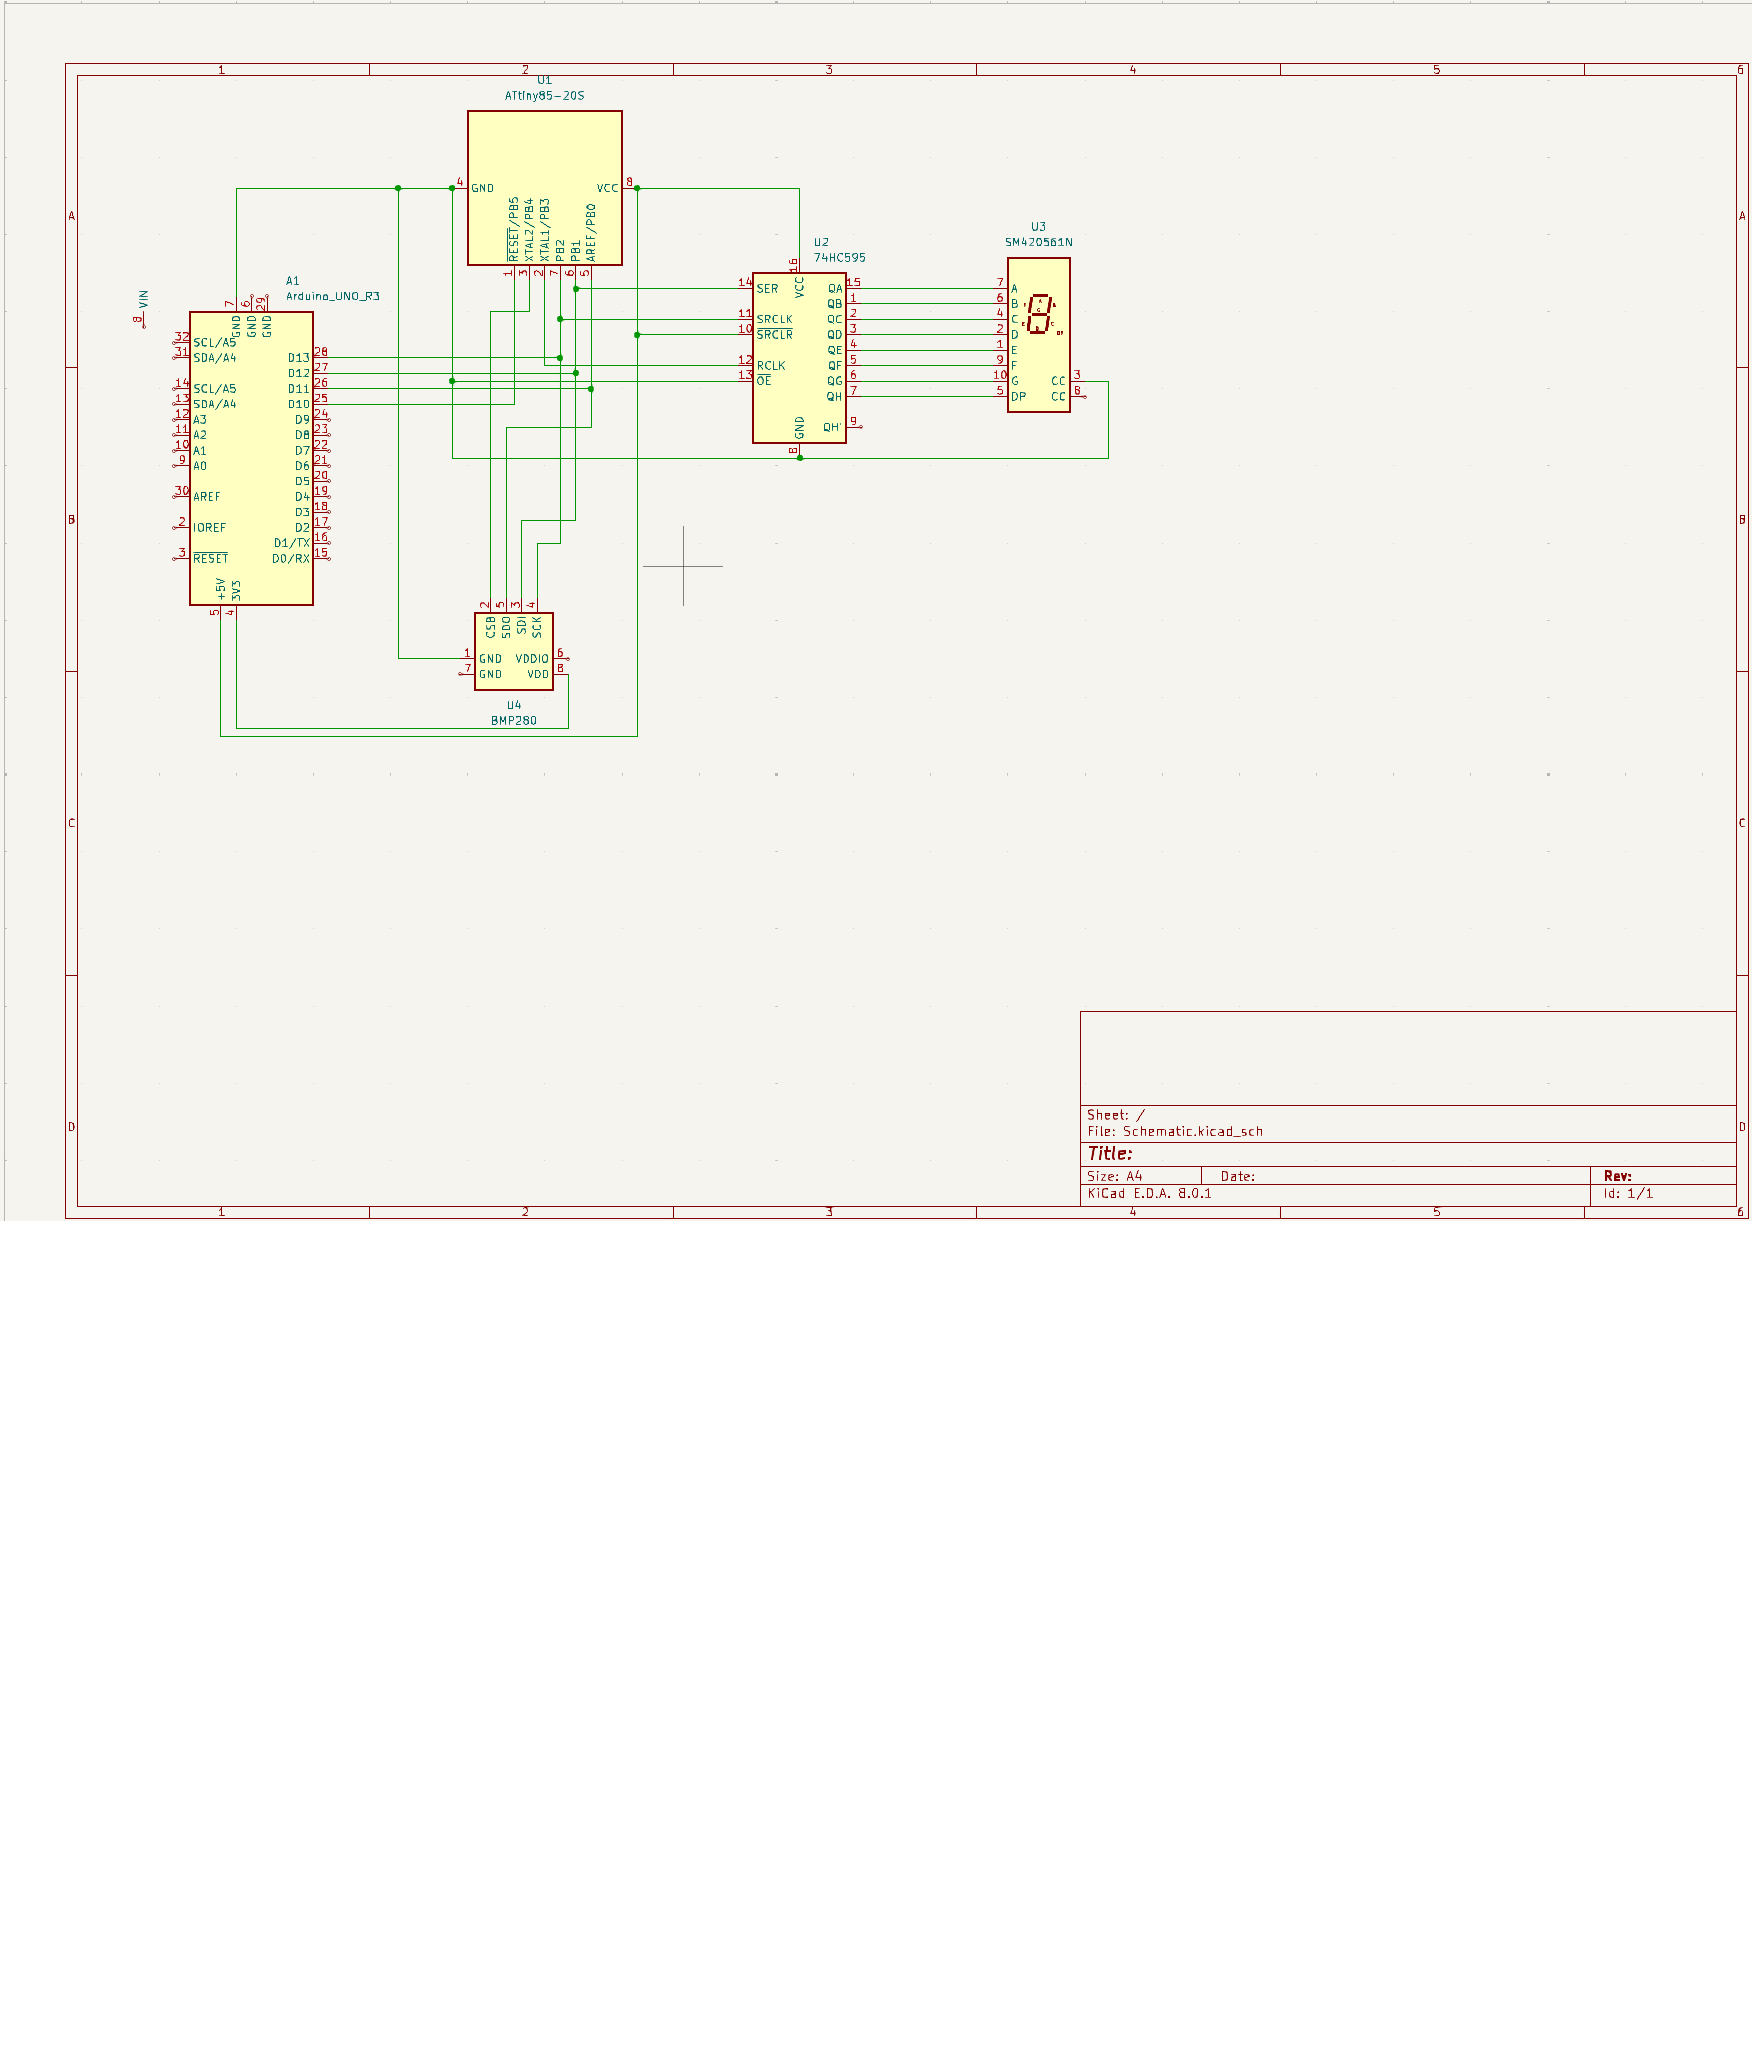 1 2 3 4 5 6
U1
ATtiny85-20S
4 GND VCC 8
RESET/PB5 XTAL2/PB4 XTAL1/PB3 PB2 PB1 AREF/PB0
1 3 2 7 6 5
A A
U3
SM420561N
U2
74HC595
16 VCC
14 SER QA 15
QB 1
11 SRCLK QC 2
10 SRCLR QD 3
QE 4
12 RCLK QF 5
13 OE QG 6
QH 7
GND QH' 9
8
7 A
6 B
4 C
2 D
1 E
9 F
10 G CC 3
5 DP CC 8
VIN
8
A1
Arduino_UNO_R3
7 6 29
GND GND GND
32 SCL/A5
31 SDA/A4 D13 28
D12 27
14 SCL/A5 D11 26
13 SDA/A4 D10 25
12 A3 D9 24
11 A2 D8 23
10 A1 D7 22
9 A0 D6 21
D5 20
30 AREF D4 19
D3 18
2 IOREF D2 17
D1/TX 16
3 RESET D0/RX 15
+5V 3V3
5 4
B B
2 5 3 4
CSB SDO SDI SCK
1 GND VDDIO 6
7 GND VDD 8
U4
BMP280
C C
D D
Sheet: /
File: Schematic.kicad_sch
Title:
Size: A4 Date: Rev:
KiCad E.D.A. 8.0.1 Id: 1/1
1 2 3 4 5 6